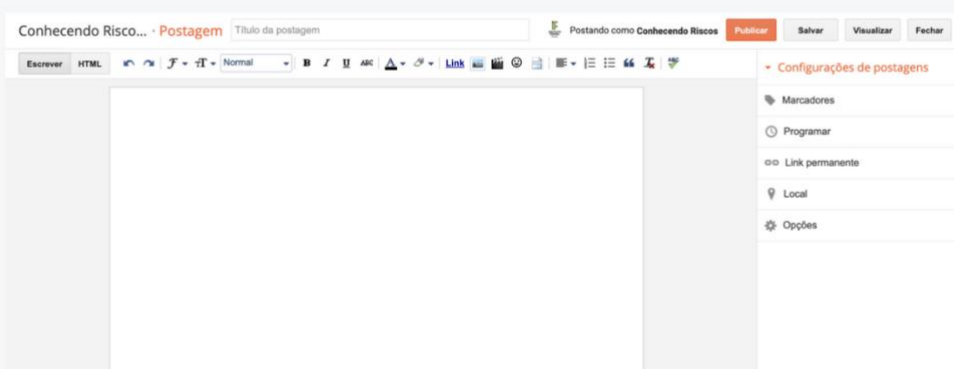 Conhecendo Risco... · Postagem Título da postagem Postando como Conhecendo Riscos Publicar Salvar Visualizar Fechar
Escrever HTML Normal B I U ABC A Link
Configurações de postagens
Marcadores
Programar
Link permanente
Local
Opções